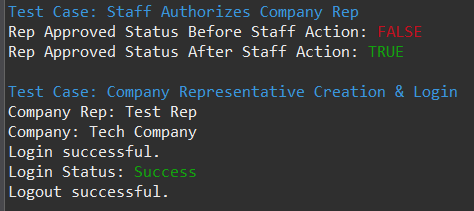 Test Case: Staff Authorizes Company Rep
Rep Approved Status Before Staff Action: FALSE
Rep Approved Status After Staff Action: TRUE
Test Case: Company Representative Creation & Login
Company Rep: Test Rep
Company: Tech Company
Login successful.
Login Status: Success
Logout successful.